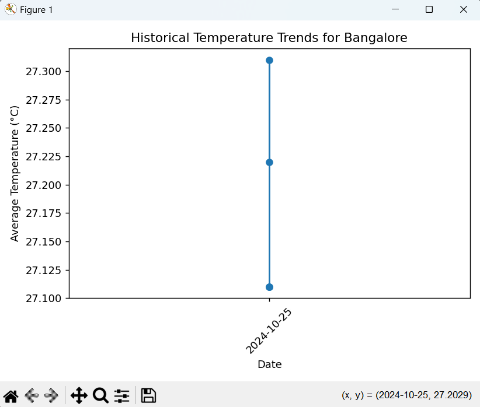 Figure 1
Historical Temperature Trends for Bangalore
27.300
27.275
27.250
27.225
27.200
27.175
27.150
27.125
27.100
Average Temperature (°C)
2024-10-25
Date
(x, y) = (2024-10-25, 27.2029)